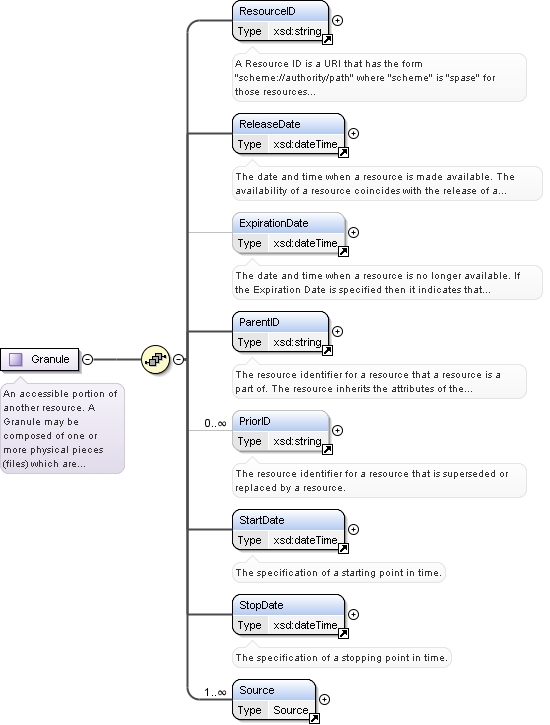 ResourceID
Type xsd:string
A Resource ID is a URI that has the form
"scheme://authority/path" where "scheme" is "spase" for
those resources...
ReleaseDate
Type xsd:dateTime
The date and time when a resource is made available. The
availability of a resource coincides with the release of a...
ExpirationDate
Type xsd:dateTime
The date and time when a resource is no longer available. If
the Expiration Date is specified then it indicates that...
ParentID
Type xsd:string
The resource identifier for a resource that a resource is a
part of. The resource inherits the attributes of the...
Granule
An accessible portion of
another resource. A
Granule may be
composed of one or
more physical pieces
(files) which are...
0..∞
PriorID
Type xsd:string
The resource identifier for a resource that is superseded or
replaced by a resource.
StartDate
Type xsd:dateTime
The specification of a starting point in time.
StopDate
Type xsd:dateTime
The specification of a stopping point in time.
1..∞
Source
Type Source